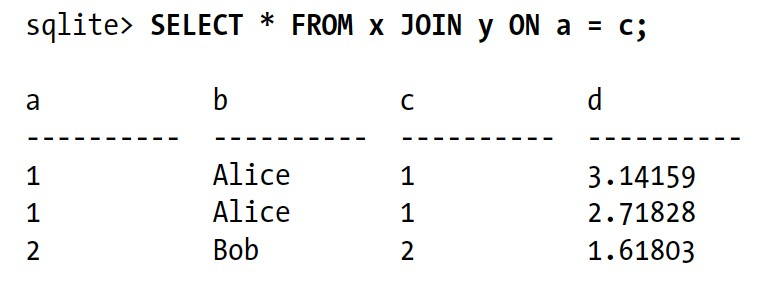 sqlite> SELECT * FROM x JOIN y ON a = c;
a b c d
---------- ---------- ---------- ----------
1 Alice 1 3.14159
1 Alice 1 2.71828
2 Bob 2 1.61803